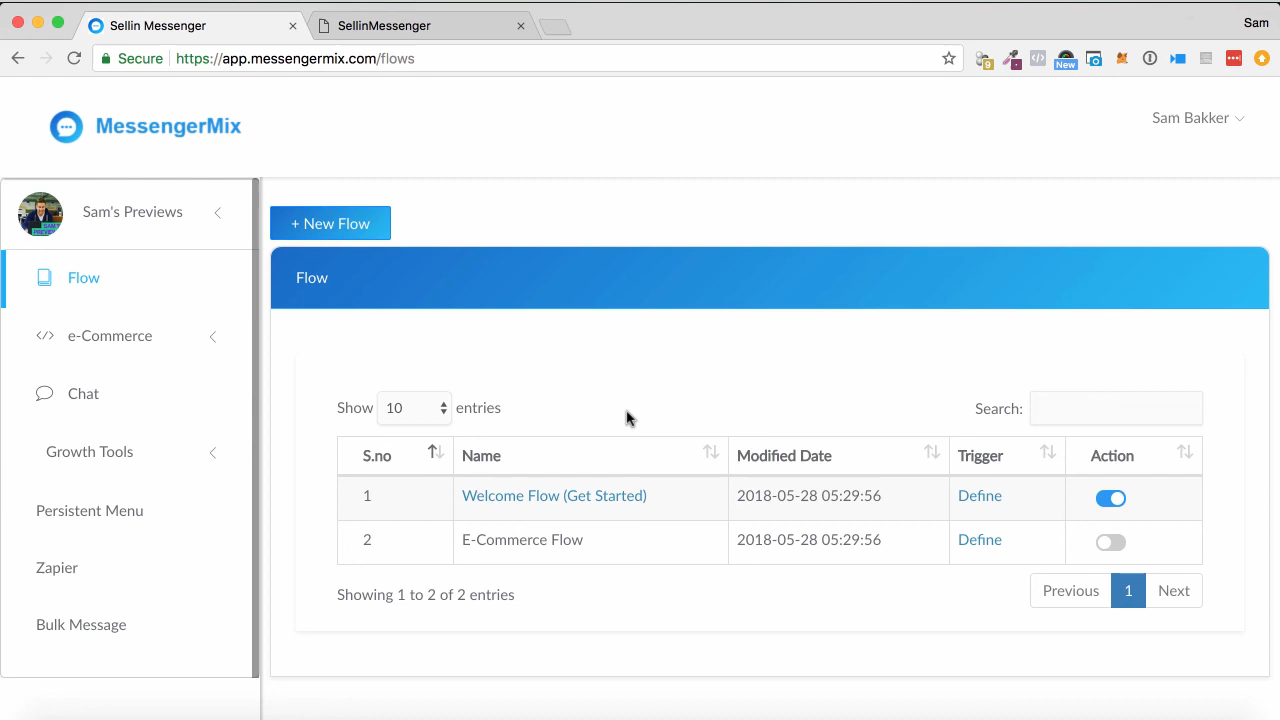 Sellin Messenger
SellinMessenger
Sam
Secure
https://app.messengermix.com/flows
9
New
MessengerMix
Sam Bakker
Sam's Previews
+ New Flow
Flow
Flow
e-Commerce
Chat
Growth Tools
Persistent Menu
Zapier
Bulk Message
Show 10 entries
Search:
S.no Name Modified Date Trigger Action
1 Welcome Flow (Get Started) 2018-05-28 05:29:56 Define
2 E-Commerce Flow 2018-05-28 05:29:56 Define
Showing 1 to 2 of 2 entries
Previous 1 Next